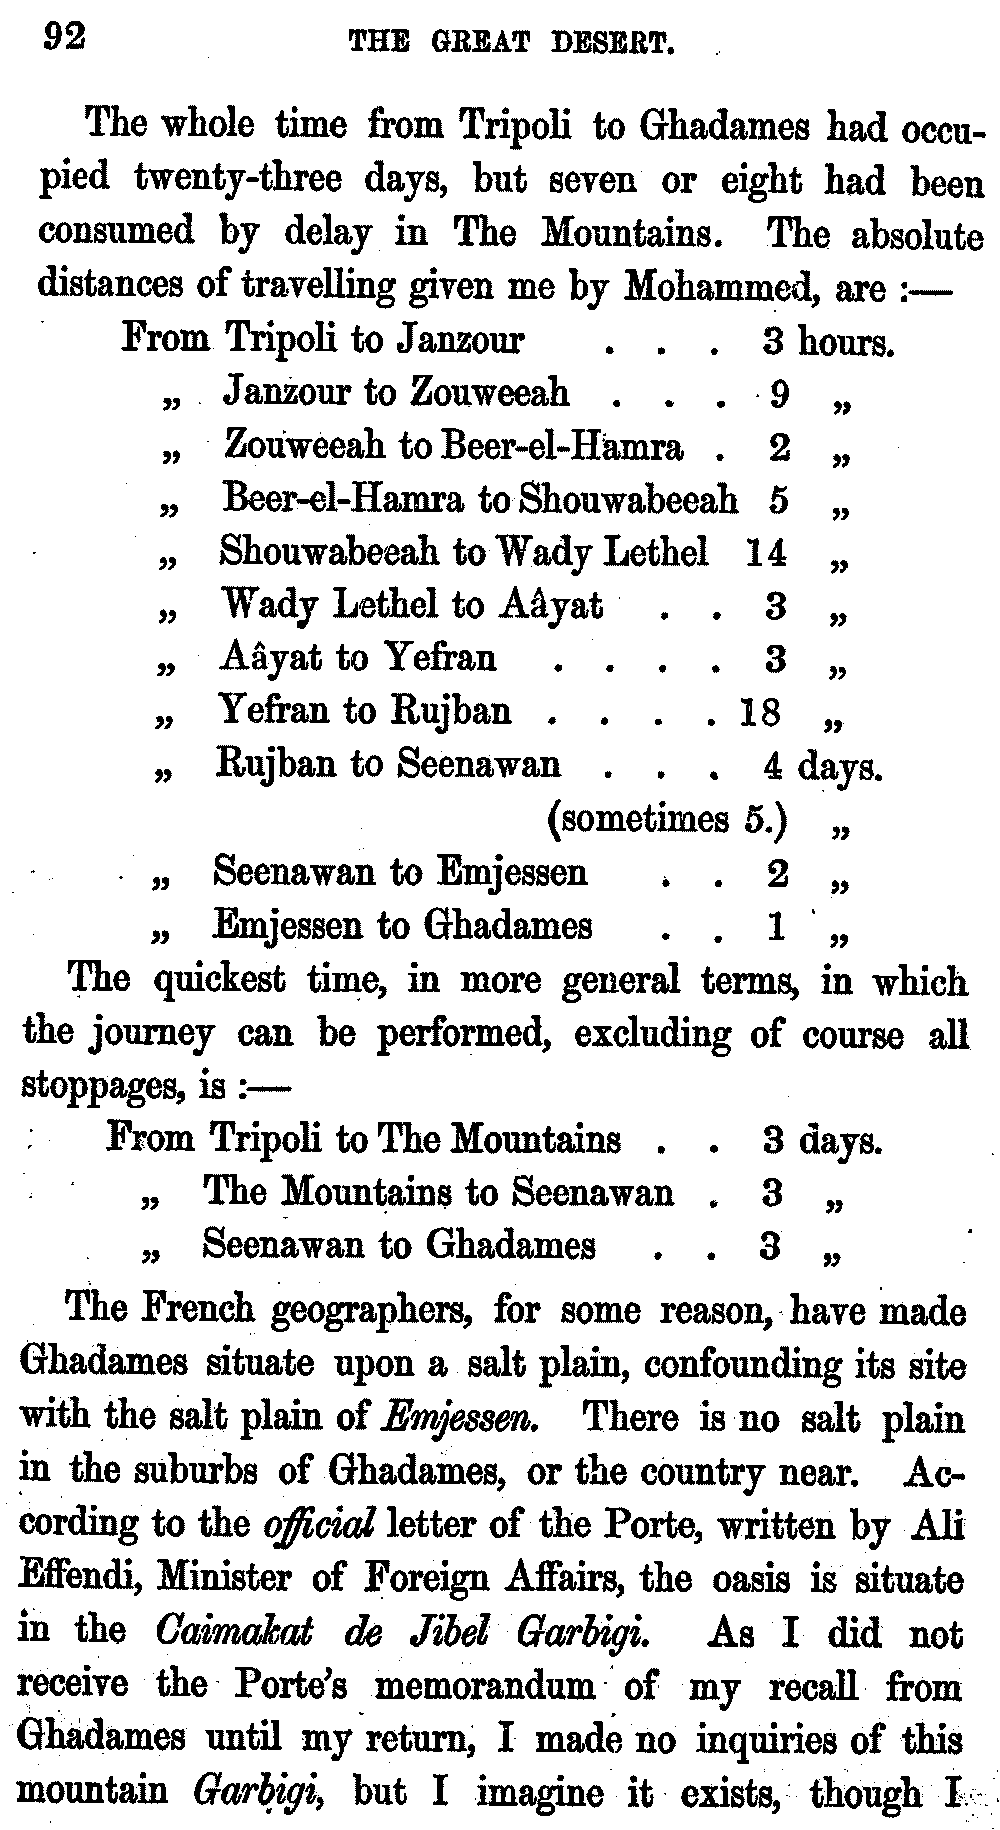 92 THE GREAT DESERT.
The whole time from Tripoli to Ghadames had occu-
pied twenty-three days, but seven or eight had been
consumed by delay in The Mountains. The absolute
distances of travelling given me by Mohammed, are :—
From Tripoli to Janzour . . . 3 hours.
„ Janzour to Zouweeah . . . 9 „
„ Zouweeah to Beer-el-Hamra . 2 „
„ Beer-el-Hamra to Shouwabeeah 5 „
„ Shouwabeeah to Wady Lethel 14 „
„ Wady Lethel to Aâyat . . 3 „
„ Aâyat to Yefran . . . . 3 „
„ Yefran to Rujban . . . . 18 „
„ Rujban to Seenawan . . . 4 days.
(sometimes 5.) „
„ Seenawan to Emjessen . . 2 „
„ Emjessen to Ghadames . . 1 „
The quickest time, in more general terms, in which
the journey can be performed, excluding of course all
stoppages, is :—
From Tripoli to The Mountains . . 3 days.
„ The Mountains to Seenawan . 3 „
„ Seenawan to Ghadames . . 3 „
The French geographers, for some reason, have made
Ghadames situate upon a salt plain, confounding its site
with the salt plain of Emjessen. There is no salt plain
in the suburbs of Ghadames, or the country near. Ac-
cording to the official letter of the Porte, written by Ali
Effendi, Minister of Foreign Affairs, the oasis is situate
in the Caimakat de Jibel Garbigi. As I did not
receive the Porte's memorandum of my recall from
Ghadames until my return, I made no inquiries of this
mountain Garbigi, but I imagine it exists, though I